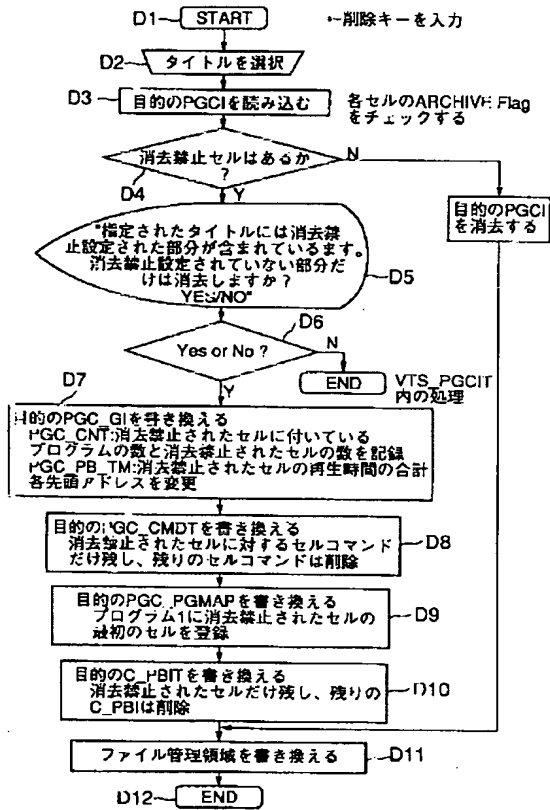 D1 START ←削除キーを入力
D2 タイトルを選択
D3 目的のPGCIを読み込む
各セルのARCHIVE Flag
をチェックする
消去禁止セルはあるか
?
N
D4
Y
目的のPGCI
を消去する
"指定されたタイトルには消去禁
止設定された部分が含まれているます。
消去禁止設定されていない部分だ
けは消去しますか?
YES/NO"
D5
D6
Yes or No ?
N
Y
END
VTS_PGCIT
内の処理
D7
目的のPGC_GIを書き換える
PGC_CNT:消去禁止されたセルに付いている
プログラムの数と消去禁止されたセルの数を記録
PGC_PB_TM:消去禁止されたセルの再生時間の合計
各先頭アドレスを変更
目的のPGC_CMDTを書き換える
消去禁止されたセルに対するセルコマンド
だけ残し、残りのセルコマンドは削除
D8
目的のPGC_PGMAPを書き換える
プログラム1に消去禁止されたセルの
最初のセルを登録
D9
目的のC_PBITを書き換える
消去禁止されたセルだけ残し、残りの
C_PBIは削除
D10
ファイル管理領域を書き換える D11
D12 END